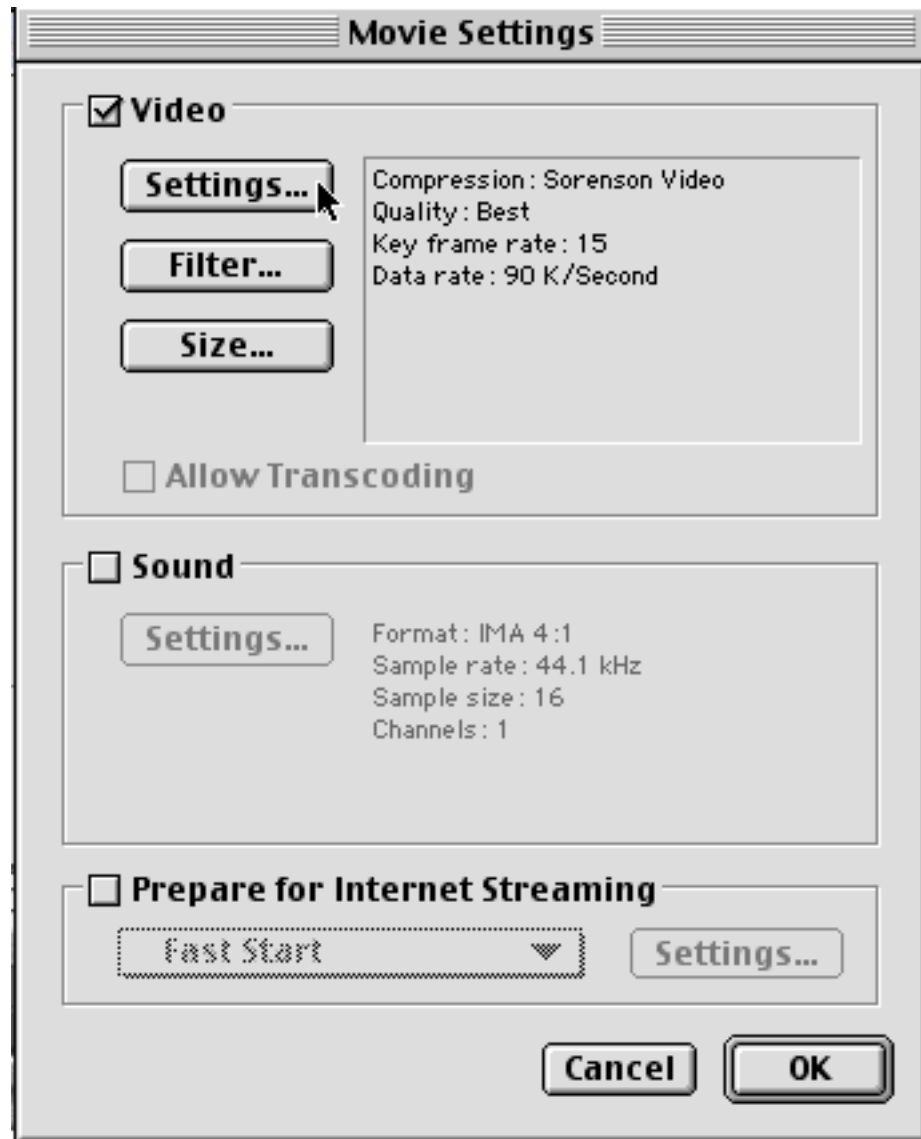 Movie Settings
Video
Settings...
Compression: Sorenson Video
Quality: Best
Key frame rate: 15
Data rate: 90 K/Second
Filter...
Size...
Allow Transcoding
Sound
Settings...
Format: IMA 4:1
Sample rate: 44.1 kHz
Sample size: 16
Channels: 1
Prepare for Internet Streaming
Fast Start
Settings...
Cancel
OK